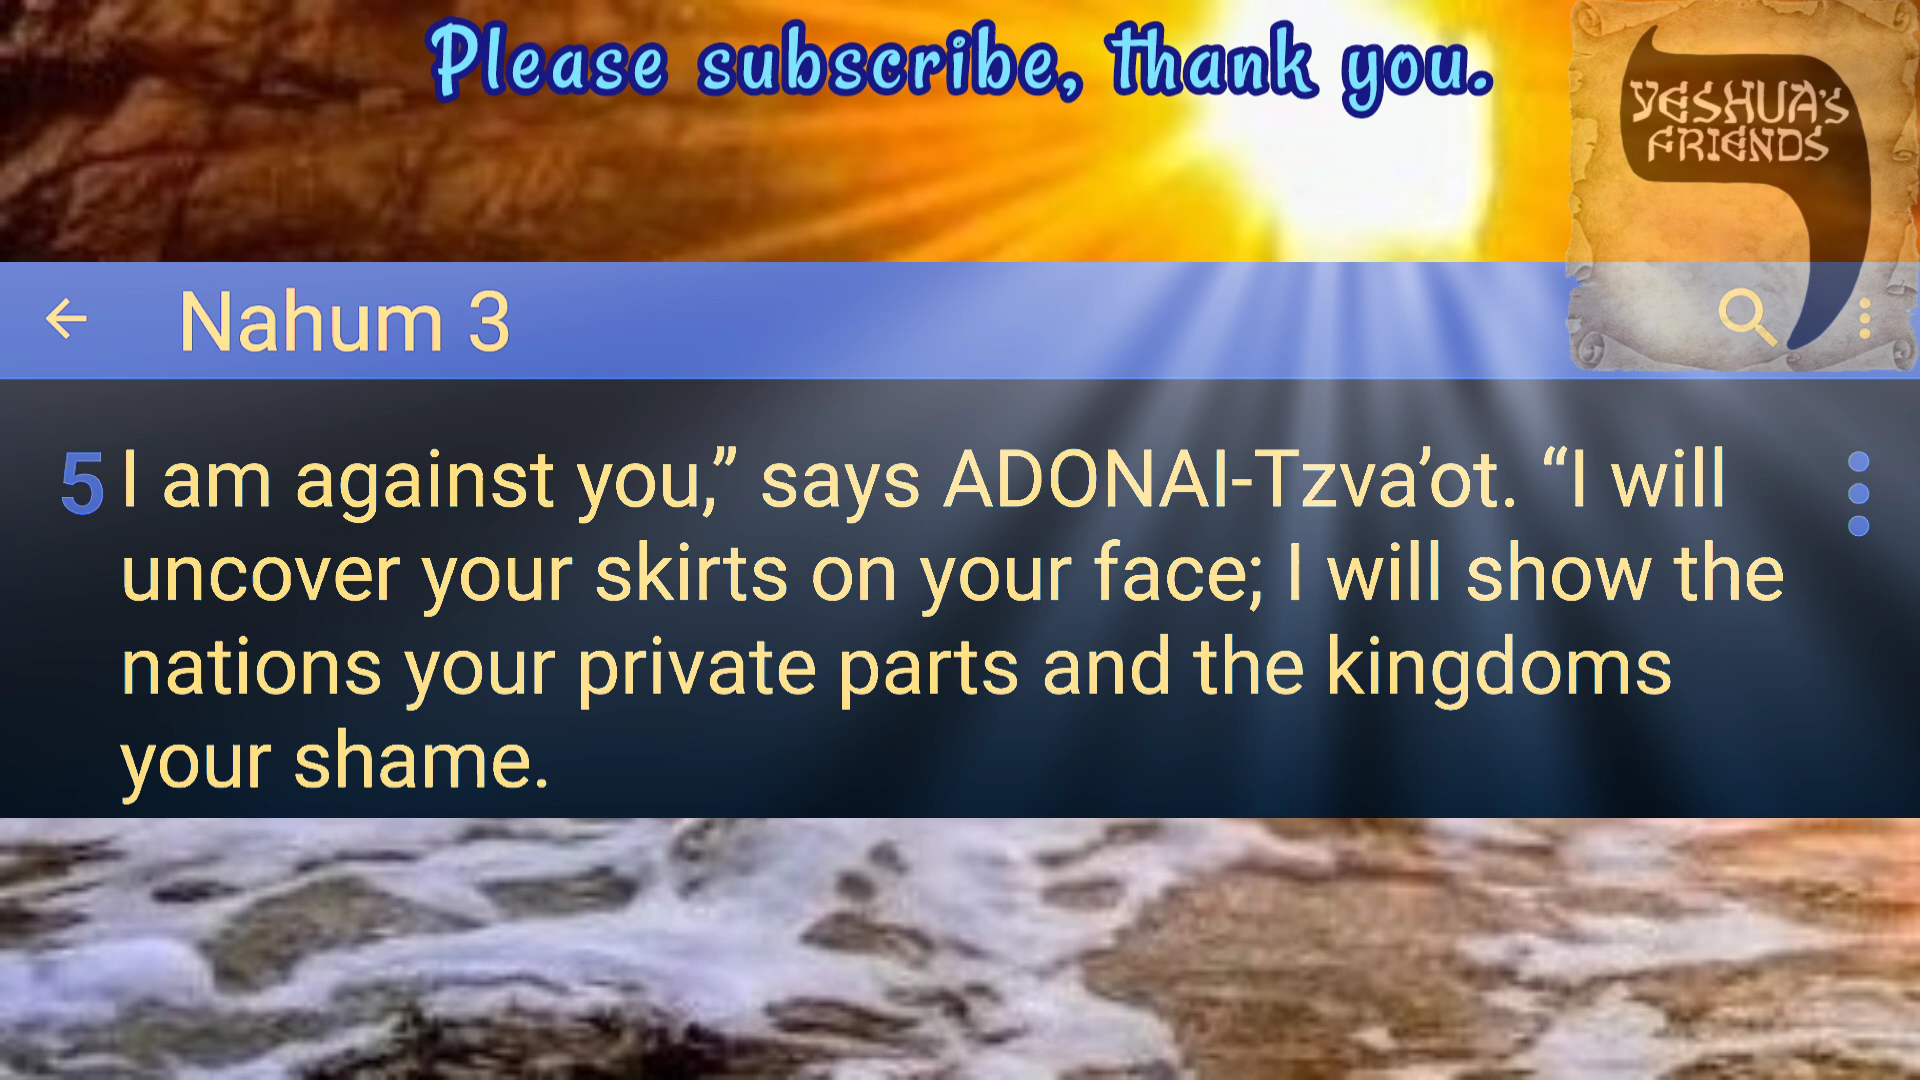 Please subscribe, thank you.
YESHUA'S
FRIENDS
← Nahum 3
5 I am against you,” says ADONAI-Tzva’ot. “I will
uncover your skirts on your face; I will show the
nations your private parts and the kingdoms
your shame.